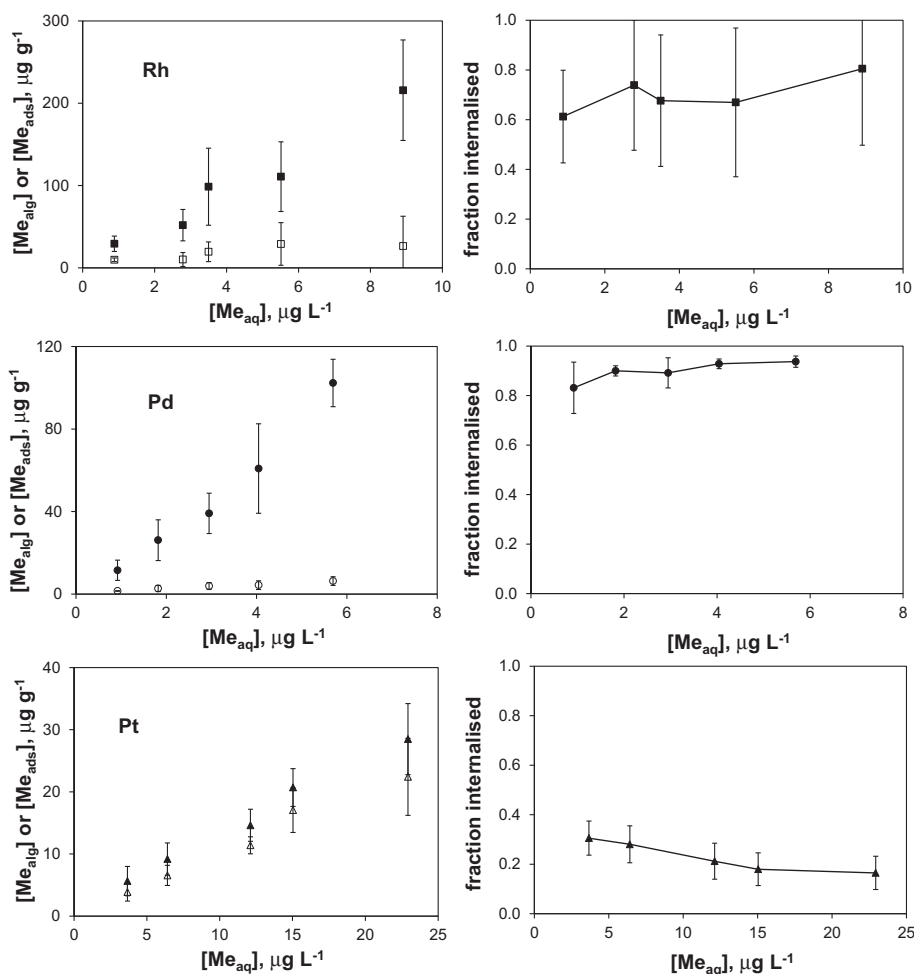 [Me_alg] or [Me_ads], μg g⁻¹
300
200
100
0
Rh
0 2 4 6 8 10
[Me_aq], μg L⁻¹
fraction internalised
1.0
0.8
0.6
0.4
0.2
0.0
0 2 4 6 8 10
[Me_aq], μg L⁻¹
[Me_alg] or [Me_ads], μg g⁻¹
120
80
40
0
Pd
0 2 4 6 8
[Me_aq], μg L⁻¹
fraction internalised
1.0
0.8
0.6
0.4
0.2
0.0
0 2 4 6 8
[Me_aq], μg L⁻¹
[Me_alg] or [Me_ads], μg g⁻¹
40
30
20
10
0
Pt
0 5 10 15 20 25
[Me_aq], μg L⁻¹
fraction internalised
1.0
0.8
0.6
0.4
0.2
0.0
0 5 10 15 20 25
[Me_aq], μg L⁻¹